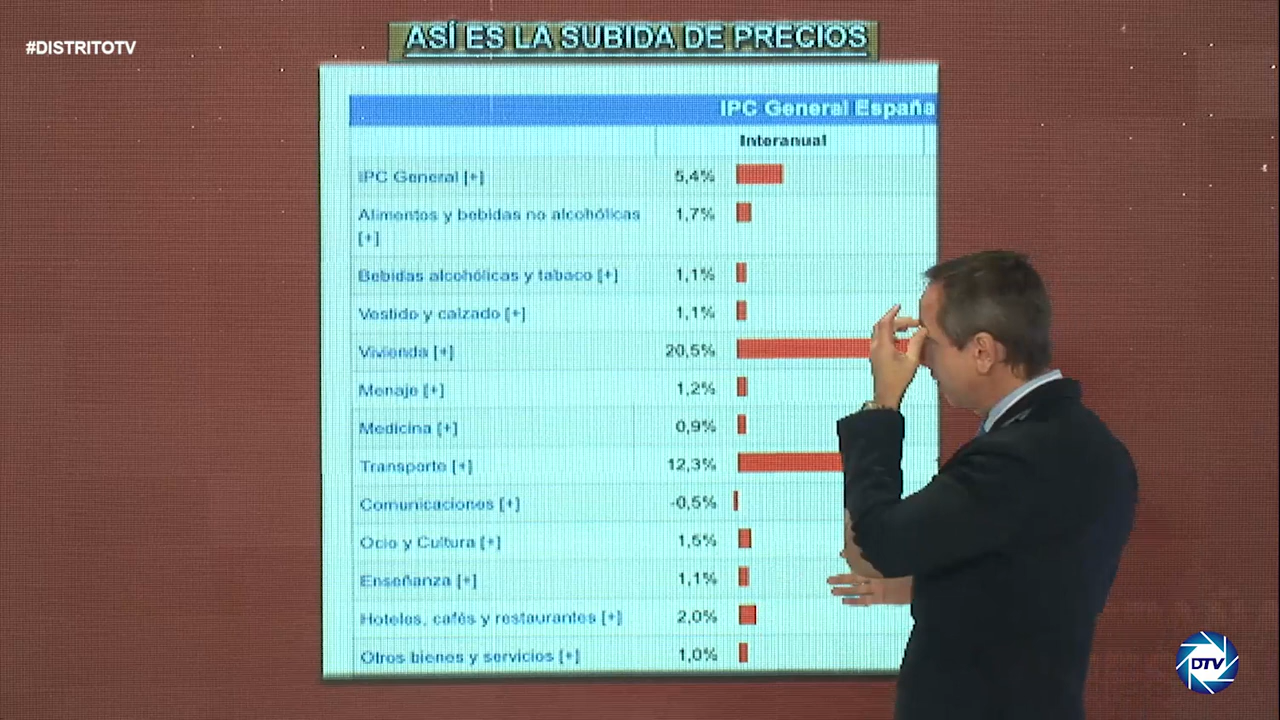 #DISTRITOTV
ASÍ ES LA SUBIDA DE PRECIOS
IPC General España
Interanual
IPC General [+] 5,4%
Alimentos y bebidas no alcohólicas
[+] 1,7%
Bebidas alcohólicas y tabaco [+] 1,1%
Vestido y calzado [+] 1,1%
Vivienda [+] 20,5%
Menaje [+] 1,2%
Medicina [+] 0,9%
Transporte [+] 12,3%
Comunicaciones [+] -0,5%
Ocio y Cultura [+] 1,5%
Enseñanza [+] 1,1%
Hoteles, cafés y restaurantes [+] 2,0%
Otros bienes y servicios [+] 1,0%
DTV